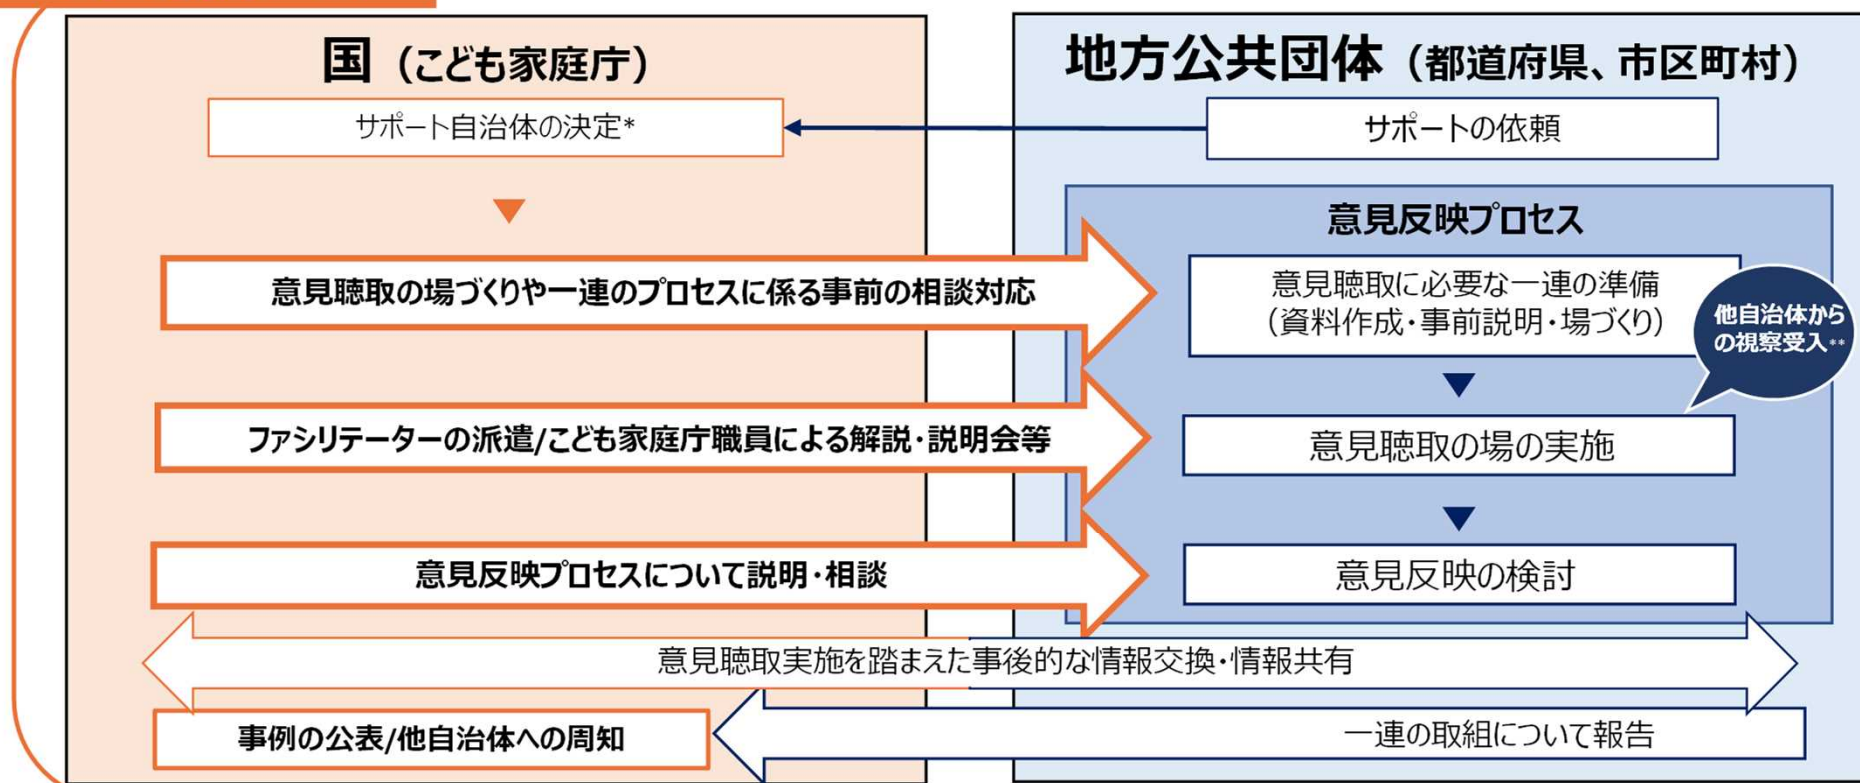 国（こども家庭庁）
地方公共団体（都道府県、市区町村）
サポート自治体の決定*
サポートの依頼
意見反映プロセス
意見聴取の場づくりや一連のプロセスに係る事前の相談対応
意見聴取に必要な一連の準備
（資料作成・事前説明・場づくり）
他自治体から
の視察受入**
ファシリテーターの派遣/こども家庭庁職員による解説・説明会等
意見聴取の場の実施
意見反映プロセスについて説明・相談
意見反映の検討
意見聴取実施を踏まえた事後的な情報交換・情報共有
事例の公表/他自治体への周知
一連の取組について報告